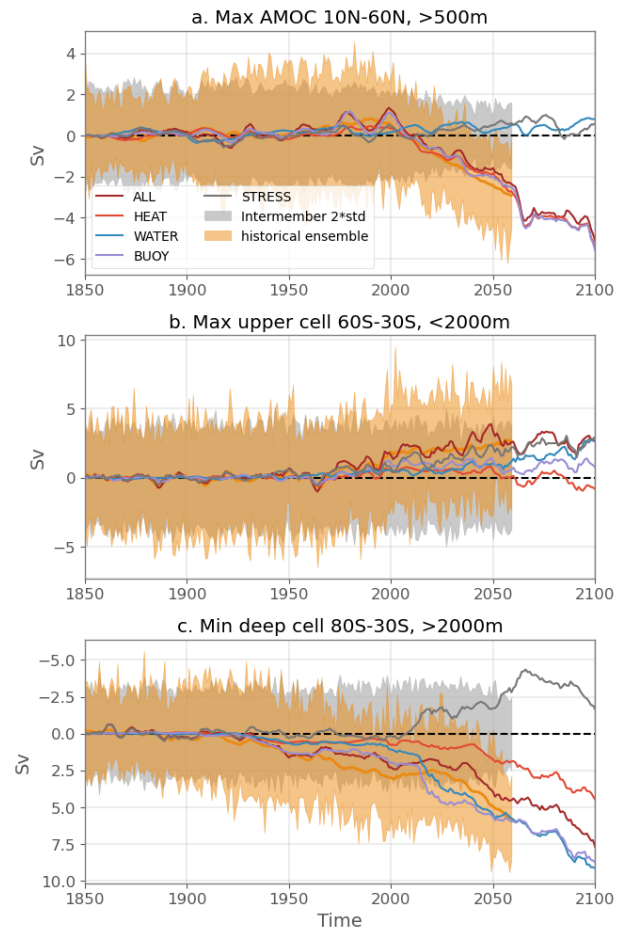 a. Max AMOC 10N-60N, >500m
4
2
0
−2
−4
−6
Sv
ALL
HEAT
WATER
BUOY
STRESS
Intermember 2*std
historical ensemble
1850 1900 1950 2000 2050 2100
b. Max upper cell 60S-30S, <2000m
10
5
0
−5
Sv
1850 1900 1950 2000 2050 2100
c. Min deep cell 80S-30S, >2000m
−5.0
−2.5
0.0
2.5
5.0
7.5
10.0
Sv
1850 1900 1950 2000 2050 2100
Time